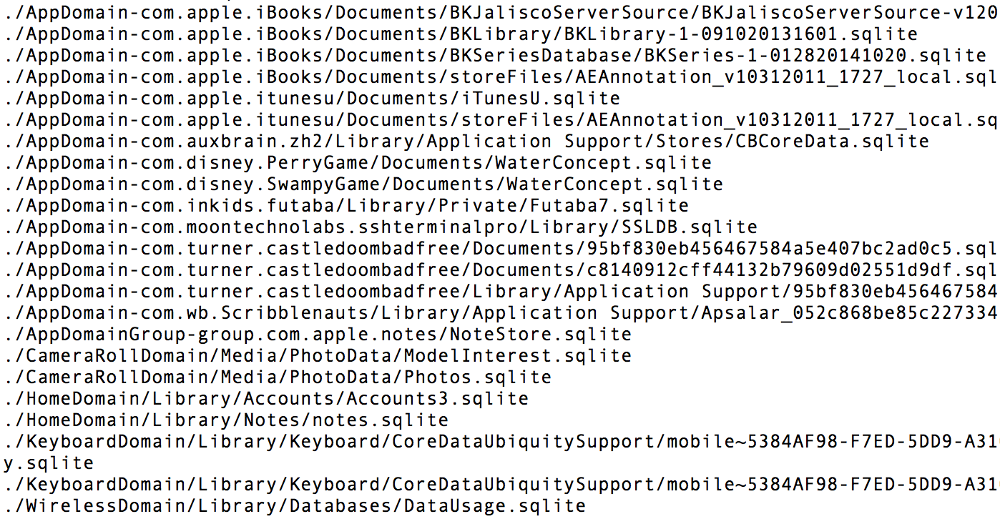 ./AppDomain-com.apple.iBooks/Documents/BKJaliscoServerSource/BKJaliscoServerSource-v120
./AppDomain-com.apple.iBooks/Documents/BKLibrary/BKLibrary-1-091020131601.sqlite
./AppDomain-com.apple.iBooks/Documents/BKSeriesDatabase/BKSeries-1-012820141020.sqlite
./AppDomain-com.apple.iBooks/Documents/storeFiles/AEAnnotation_v10312011_1727_local.sql
./AppDomain-com.apple.itunesu/Documents/iTunesU.sqlite
./AppDomain-com.apple.itunesu/Documents/storeFiles/AEAnnotation_v10312011_1727_local.sq
./AppDomain-com.auxbrain.zh2/Library/Application Support/Stores/CBCoreData.sqlite
./AppDomain-com.disney.PerryGame/Documents/WaterConcept.sqlite
./AppDomain-com.disney.SwampyGame/Documents/WaterConcept.sqlite
./AppDomain-com.inkids.futaba/Library/Private/Futaba7.sqlite
./AppDomain-com.moontechnolabs.sshterminalpro/Library/SSLDB.sqlite
./AppDomain-com.turner.castledoombadfree/Documents/95bf830eb456467584a5e407bc2ad0c5.sql
./AppDomain-com.turner.castledoombadfree/Documents/c8140912cff44132b79609d02551d9df.sql
./AppDomain-com.turner.castledoombadfree/Library/Application Support/95bf830eb456467584
./AppDomain-com.wb.Scribblenauts/Library/Application Support/Apsalar_052c868be85c227334
./AppDomainGroup-group.com.apple.notes/NoteStore.sqlite
./CameraRollDomain/Media/PhotoData/ModelInterest.sqlite
./CameraRollDomain/Media/PhotoData/Photos.sqlite
./HomeDomain/Library/Accounts/Accounts3.sqlite
./HomeDomain/Library/Notes/notes.sqlite
./KeyboardDomain/Library/Keyboard/CoreDataUbiquitySupport/mobile~5384AF98-F7ED-5DD9-A31
y.sqlite
./KeyboardDomain/Library/Keyboard/CoreDataUbiquitySupport/mobile~5384AF98-F7ED-5DD9-A31
./WirelessDomain/Library/Databases/DataUsage.sqlite